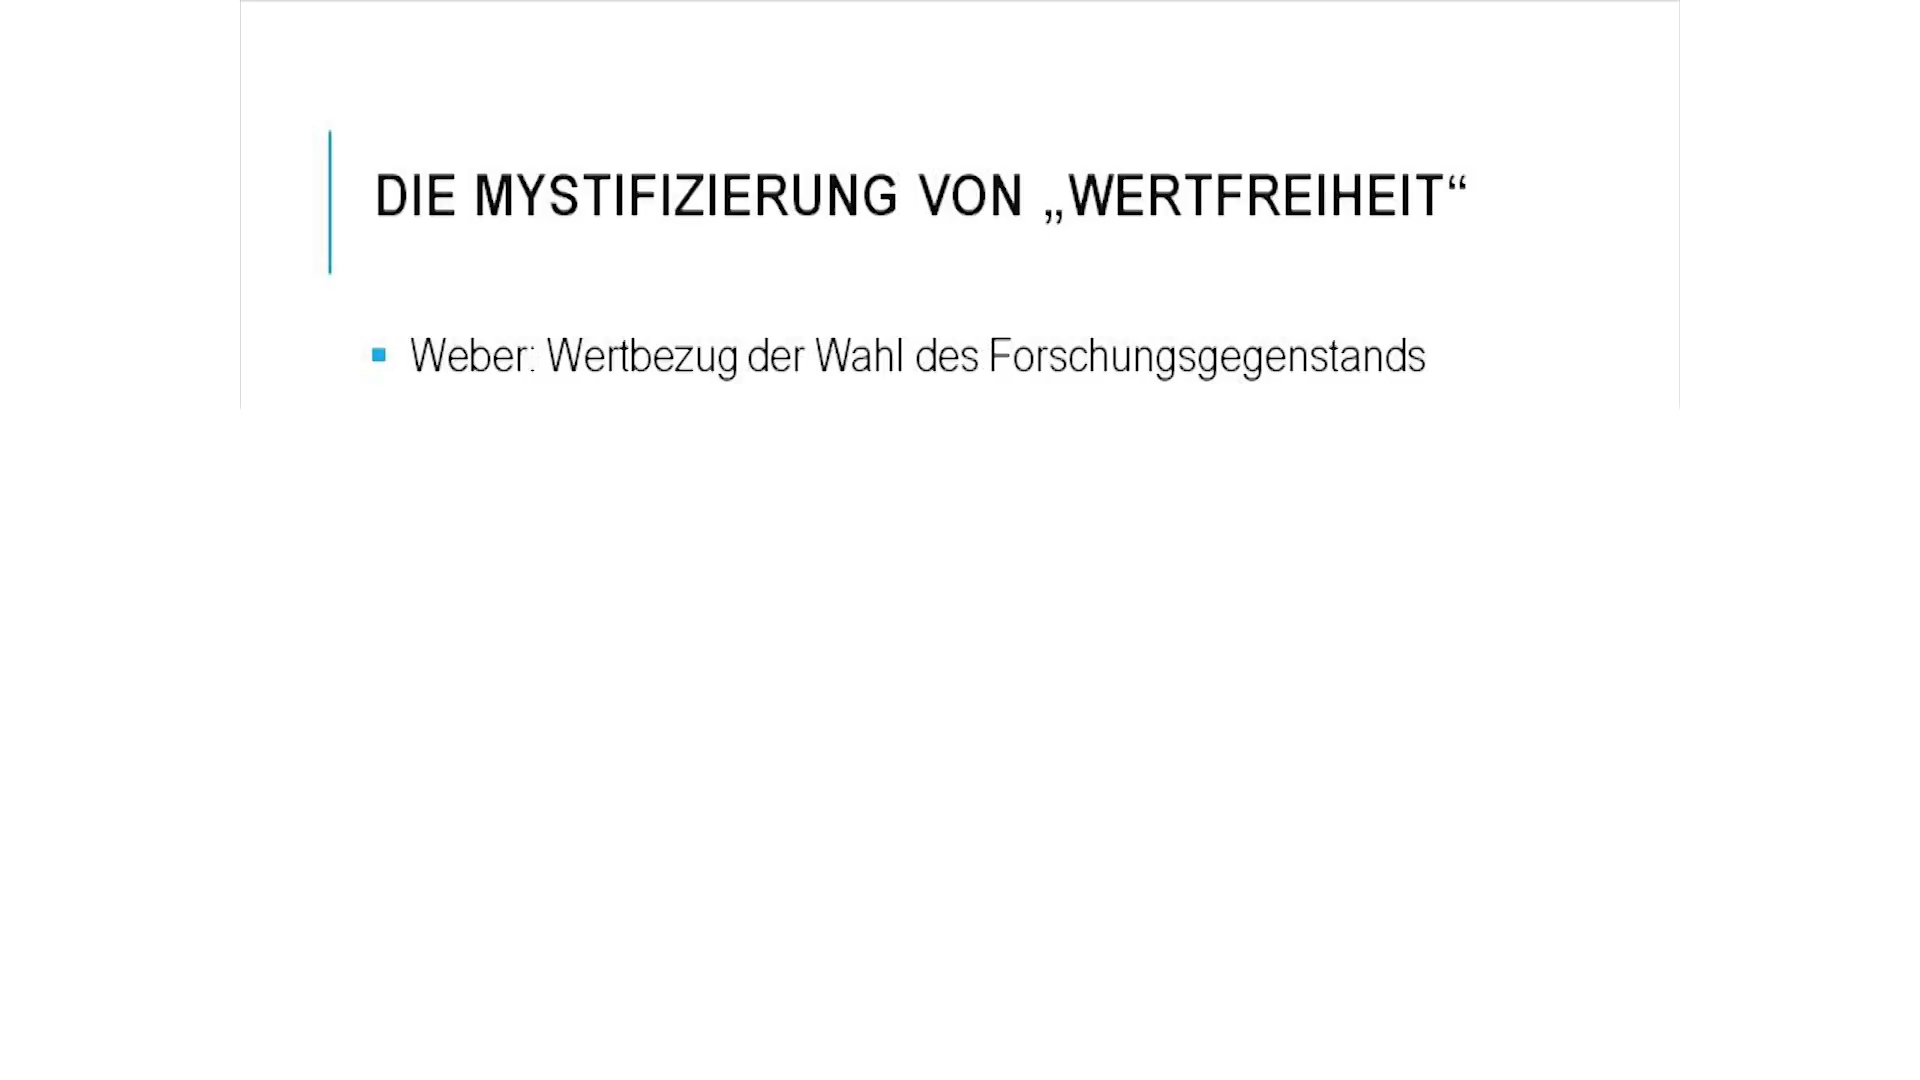 DIE MYSTIFIZIERUNG VON „WERTFREIHEIT“
Weber: Wertbezug der Wahl des Forschungsgegenstands